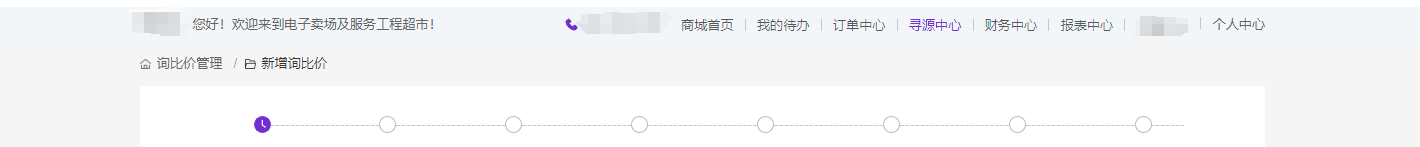 您好！欢迎来到电子卖场及服务工程超市！ 商城首页 | 我的待办 | 订单中心 | 寻源中心 | 财务中心 | 报表中心 | | 个人中心
询比价管理 / 新增询比价